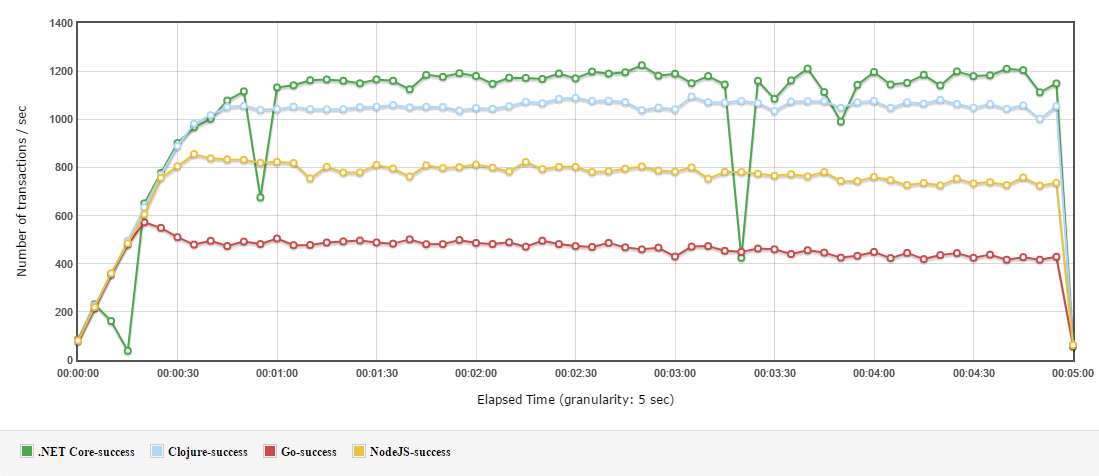 1400
1200
1000
800
600
400
200
0
Number of transactions / sec
00:00:00 00:00:30 00:01:00 00:01:30 00:02:00 00:02:30 00:03:00 00:03:30 00:04:00 00:04:30 00:05:00
Elapsed Time (granularity: 5 sec)
.NET Core-success Clojure-success Go-success NodeJS-success